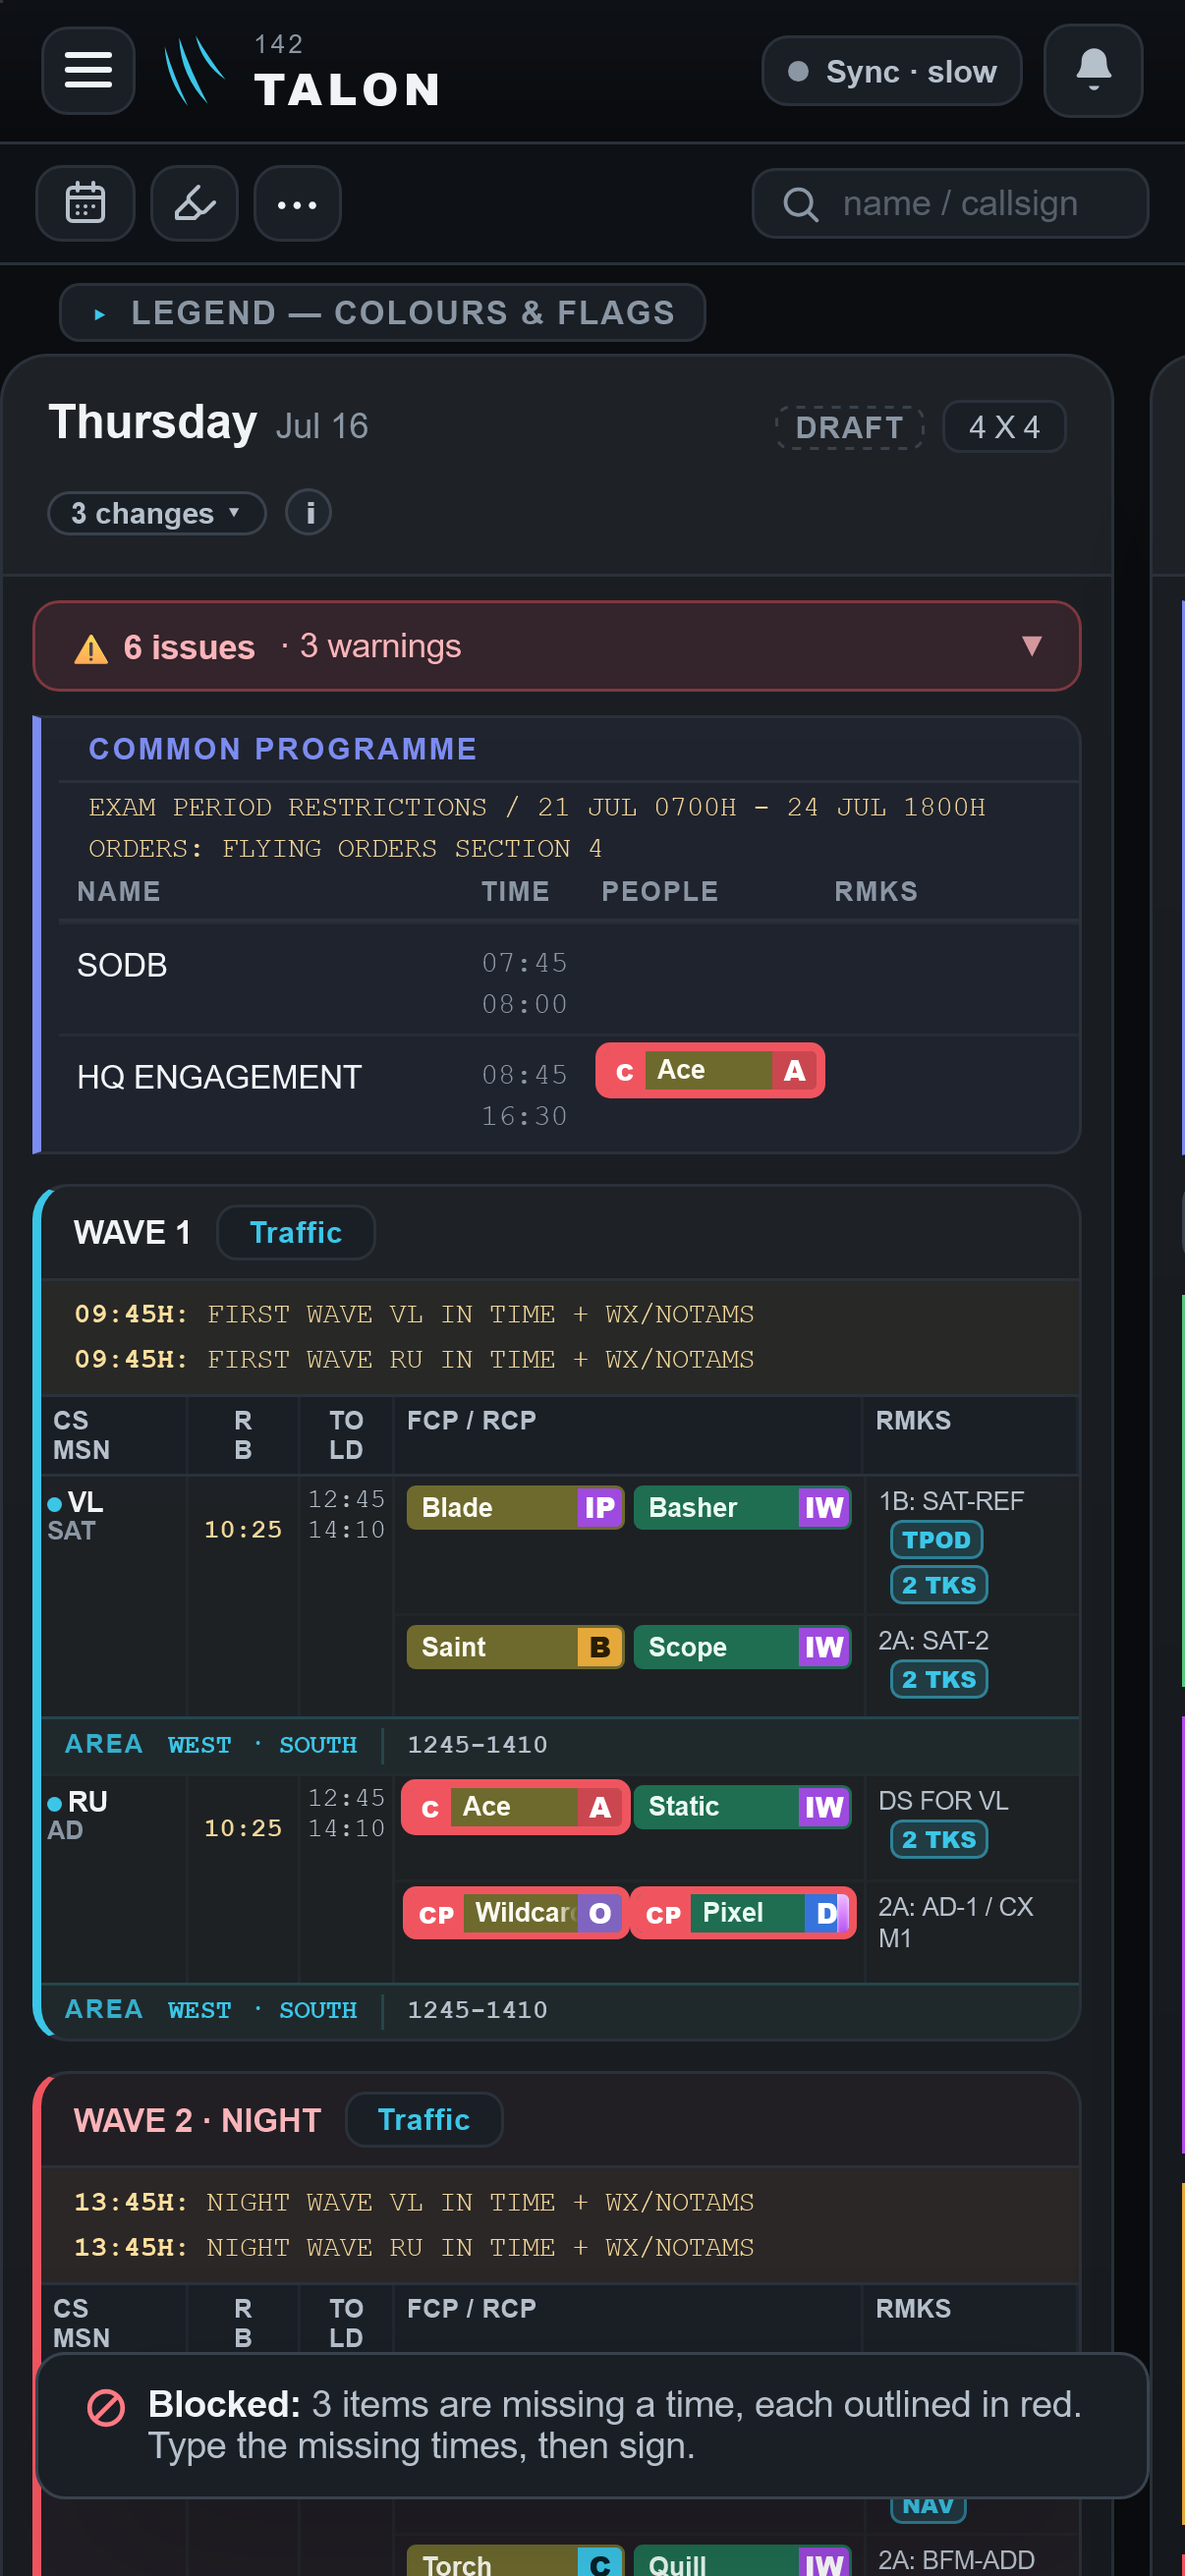 142
TALON
Sync · slow
name / callsign
LEGEND — COLOURS & FLAGS
Thursday Jul 16 DRAFT 4 X 4
3 changes ▾ i
6 issues · 3 warnings ▼
COMMON PROGRAMME
EXAM PERIOD RESTRICTIONS / 21 JUL 0700H – 24 JUL 1800H
ORDERS: FLYING ORDERS SECTION 4
NAME TIME PEOPLE RMKS
SODB 07:45
08:00
HQ ENGAGEMENT 08:45 C Ace A
16:30
WAVE 1 Traffic
09:45H: FIRST WAVE VL IN TIME + WX/NOTAMS
09:45H: FIRST WAVE RU IN TIME + WX/NOTAMS
CS R TO FCP / RCP RMKS
MSN B LD
VL 12:45 Blade IP Basher IW 1B: SAT-REF
SAT 10:25 14:10 TPOD
2 TKS
Saint B Scope IW 2A: SAT-2
2 TKS
AREA WEST · SOUTH 1245–1410
RU 12:45 C Ace A Static IW DS FOR VL
AD 10:25 14:10 2 TKS
CP Wildcar O CP Pixel D 2A: AD-1 / CX
M1
AREA WEST · SOUTH 1245–1410
WAVE 2 · NIGHT Traffic
13:45H: NIGHT WAVE VL IN TIME + WX/NOTAMS
13:45H: NIGHT WAVE RU IN TIME + WX/NOTAMS
CS R TO FCP / RCP RMKS
MSN B LD
Blocked: 3 items are missing a time, each outlined in red.
Type the missing times, then sign.
NAV
Torch C Quill IW 2A: BFM-ADD